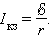 Iкз = ℰ/r.